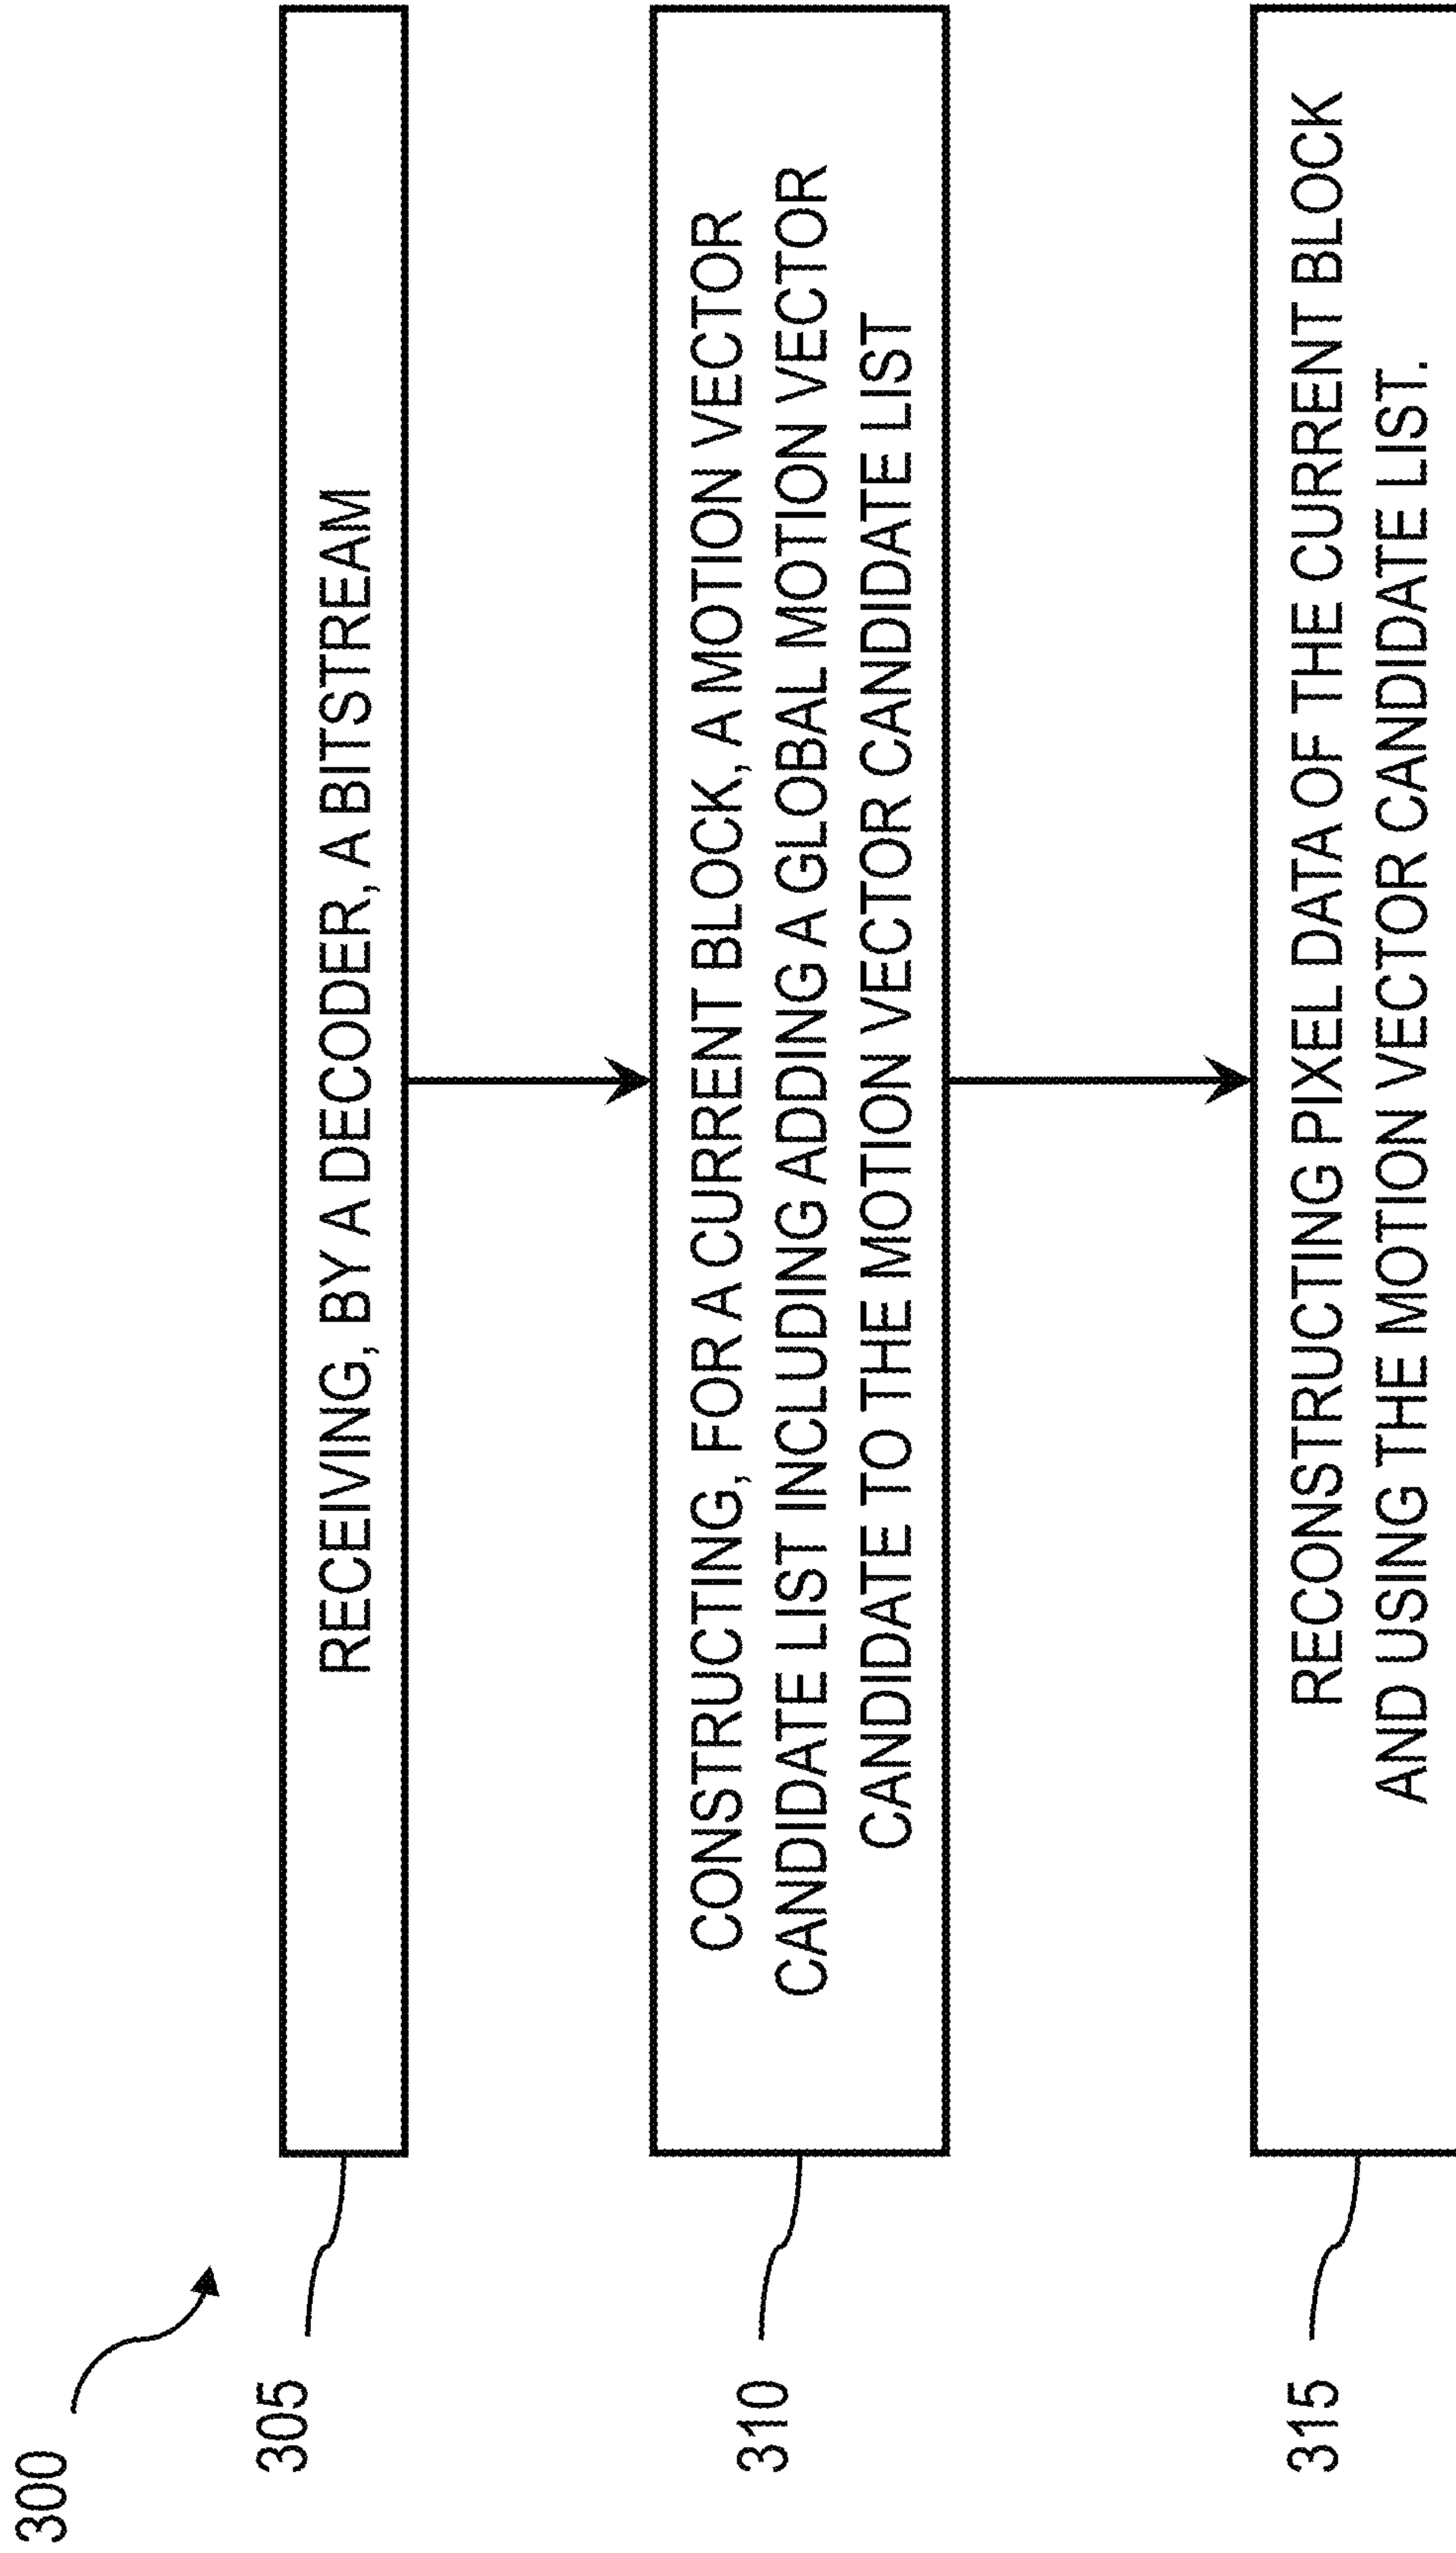 300
305
RECEIVING, BY A DECODER, A BITSTREAM
310
CONSTRUCTING, FOR A CURRENT BLOCK, A MOTION VECTOR
CANDIDATE LIST INCLUDING ADDING A GLOBAL MOTION VECTOR
CANDIDATE TO THE MOTION VECTOR CANDIDATE LIST
315
RECONSTRUCTING PIXEL DATA OF THE CURRENT BLOCK
AND USING THE MOTION VECTOR CANDIDATE LIST.